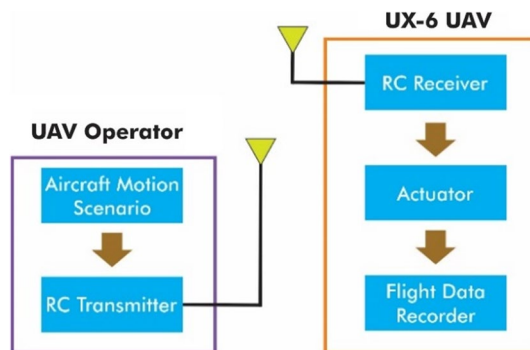 UX-6 UAV
RC Receiver
UAV Operator
Aircraft Motion
Scenario
Actuator
RC Transmitter
Flight Data
Recorder